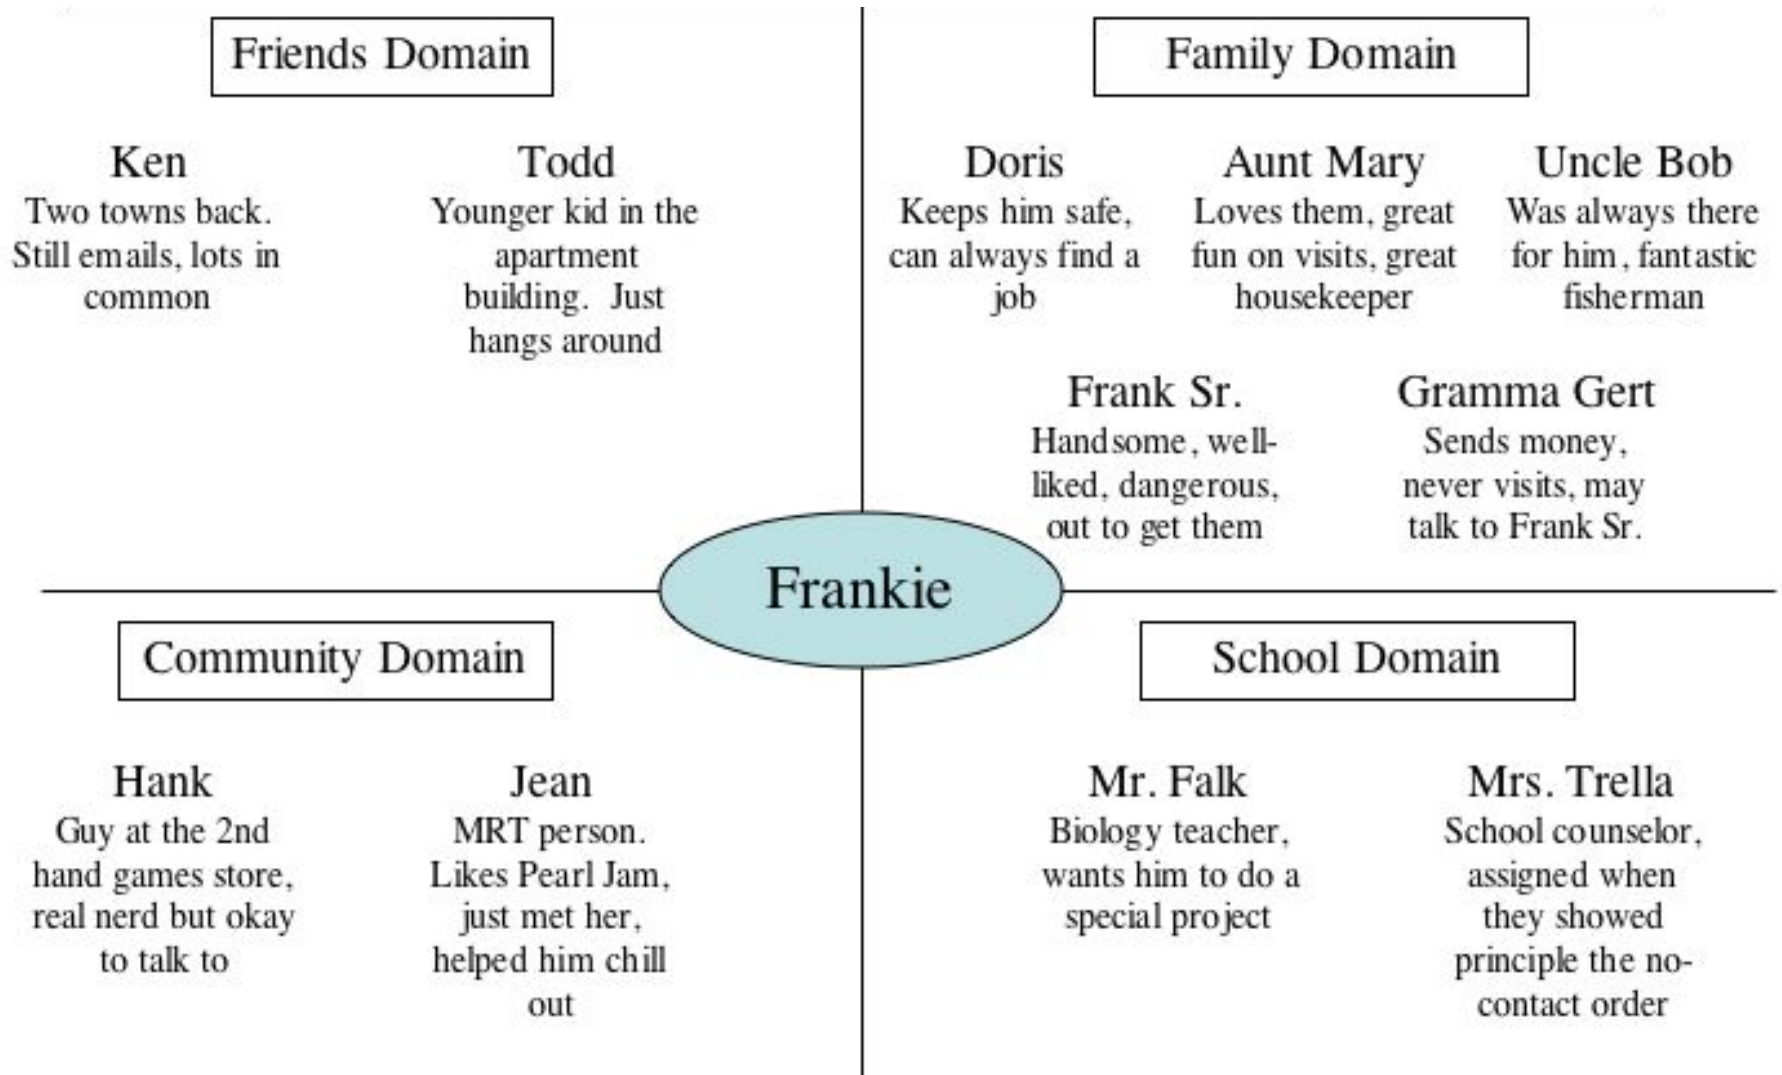 Friends Domain
Ken
Two towns back.
Still emails, lots in
common
Todd
Younger kid in the
apartment
building. Just
hangs around
Family Domain
Doris
Keeps him safe,
can always find a
job
Aunt Mary
Loves them, great
fun on visits, great
housekeeper
Uncle Bob
Was always there
for him, fantastic
fisherman
Frank Sr.
Handsome, well-
liked, dangerous,
out to get them
Gramma Gert
Sends money,
never visits, may
talk to Frank Sr.
Frankie
Community Domain
Hank
Guy at the 2nd
hand games store,
real nerd but okay
to talk to
Jean
MRT person.
Likes Pearl Jam,
just met her,
helped him chill
out
School Domain
Mr. Falk
Biology teacher,
wants him to do a
special project
Mrs. Trella
School counselor,
assigned when
they showed
principle the no-
contact order